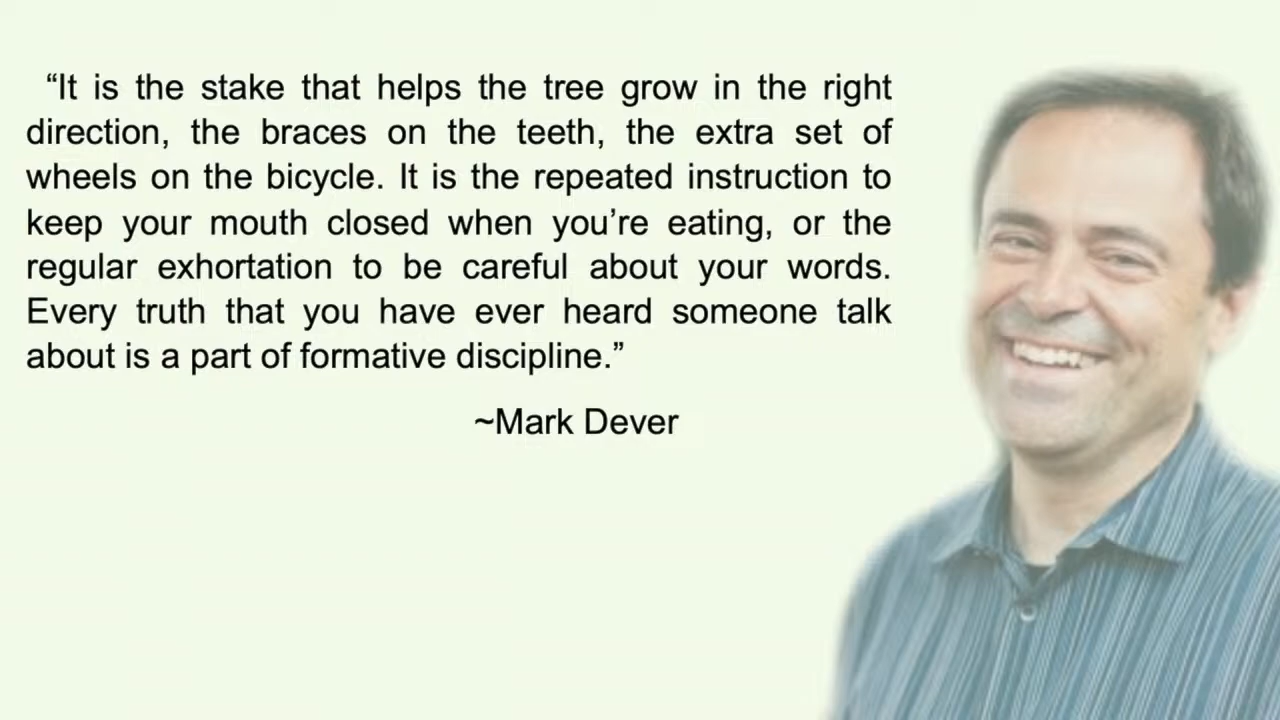 “It is the stake that helps the tree grow in the right
direction, the braces on the teeth, the extra set of
wheels on the bicycle. It is the repeated instruction to
keep your mouth closed when you’re eating, or the
regular exhortation to be careful about your words.
Every truth that you have ever heard someone talk
about is a part of formative discipline.”
~Mark Dever